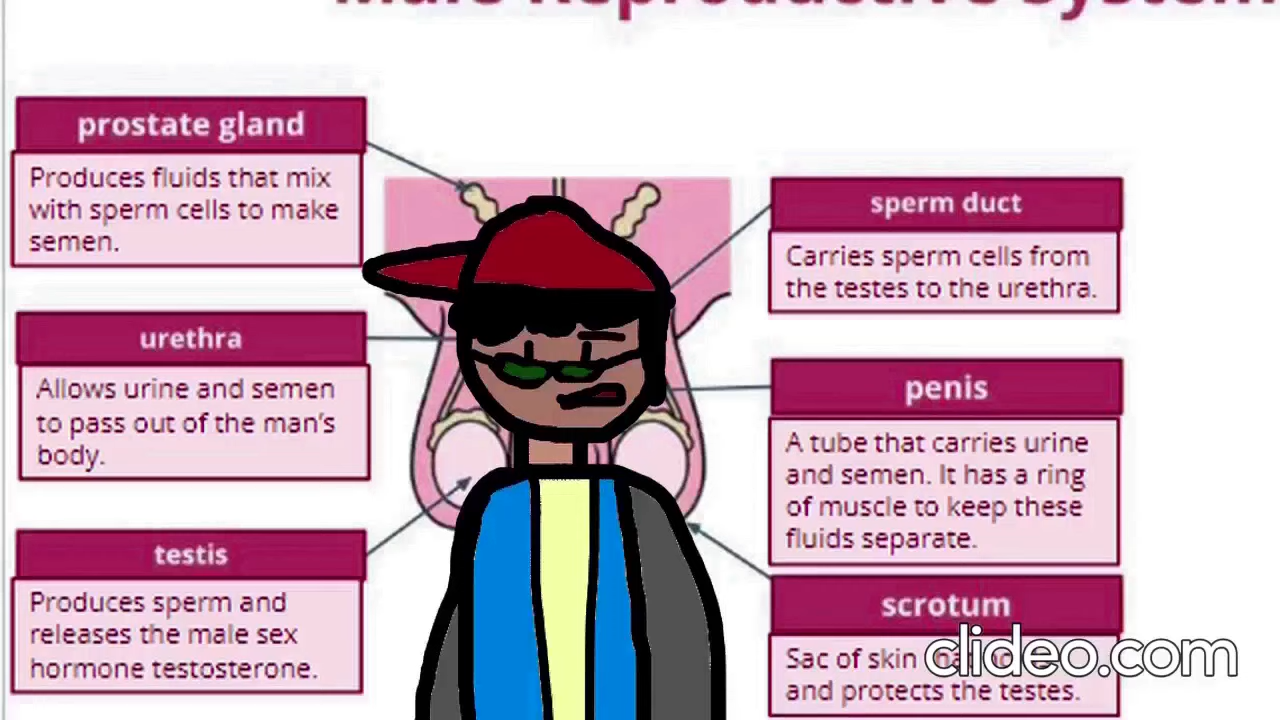 Male Reproductive System
prostate gland
Produces fluids that mix
with sperm cells to make
semen.
urethra
Allows urine and semen
to pass out of the man's
body.
testis
Produces sperm and
releases the male sex
hormone testosterone.
sperm duct
Carries sperm cells from
the testes to the urethra.
penis
A tube that carries urine
and semen. It has a ring
of muscle to keep these
fluids separate.
scrotum
Sac of skin
and protects the testes.
clideo.com